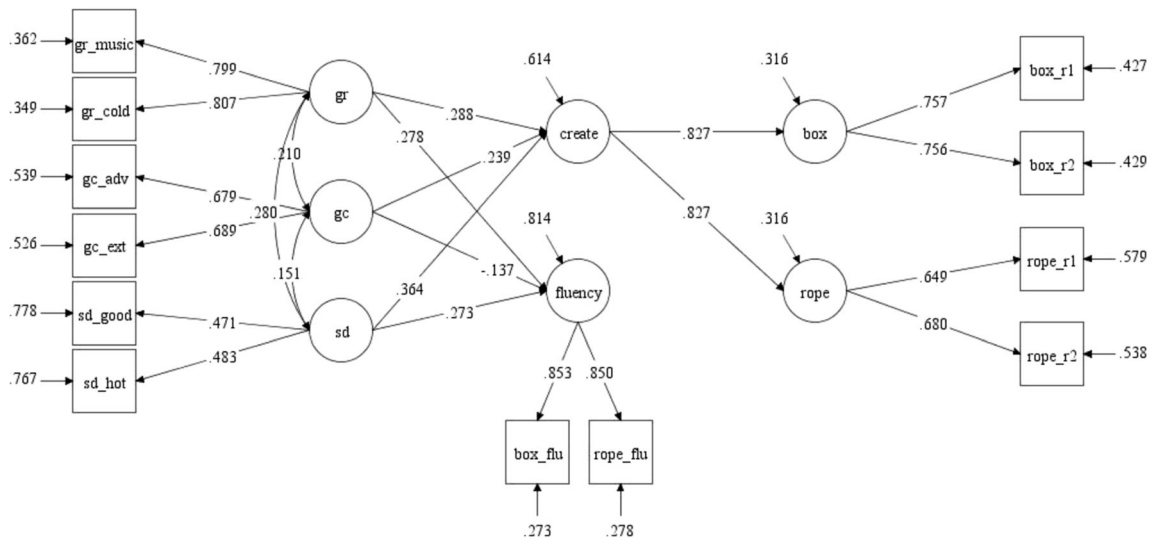 .362
gr_music
.799
.349
gr_cold
.807
.539
gc_adv
.679
.526
gc_ext
.689
.778
sd_good
.471
.767
sd_hot
.483
gr
gc
sd
.210
.280
.151
.288
.278
.239
-.137
.364
.273
.614
create
.814
fluency
.853
.850
box_flu
rope_flu
.273
.278
.827
.827
.316
box
.316
rope
.757
.756
.649
.680
box_r1
.427
box_r2
.429
rope_r1
.579
rope_r2
.538